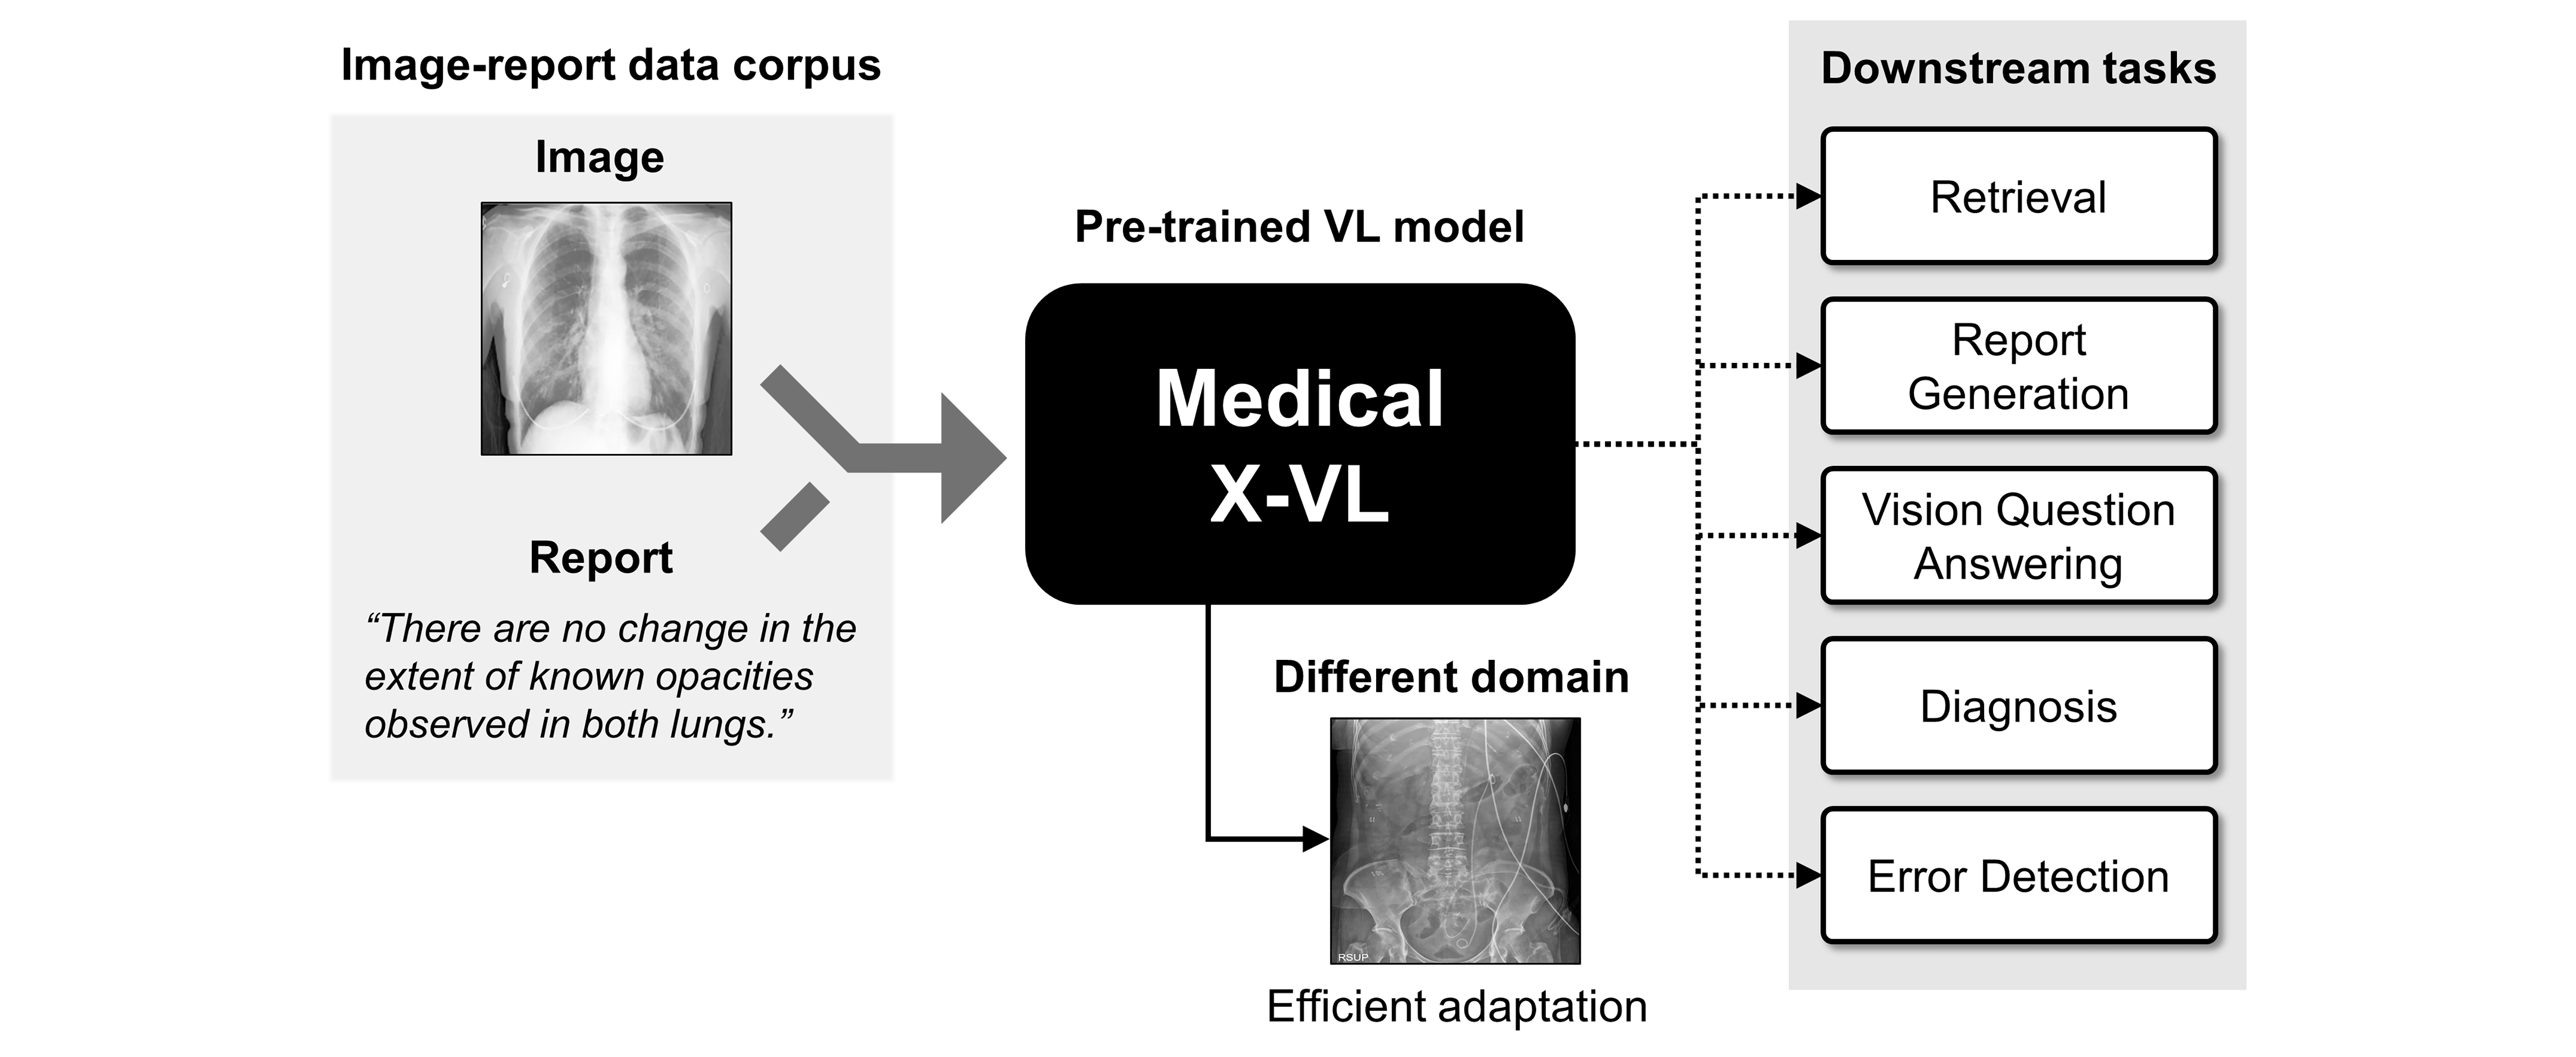 Image-report data corpus
Image
Report
“There are no change in the
extent of known opacities
observed in both lungs.”
Pre-trained VL model
Medical
X-VL
Different domain
RSUP
Efficient adaptation
Downstream tasks
Retrieval
Report
Generation
Vision Question
Answering
Diagnosis
Error Detection